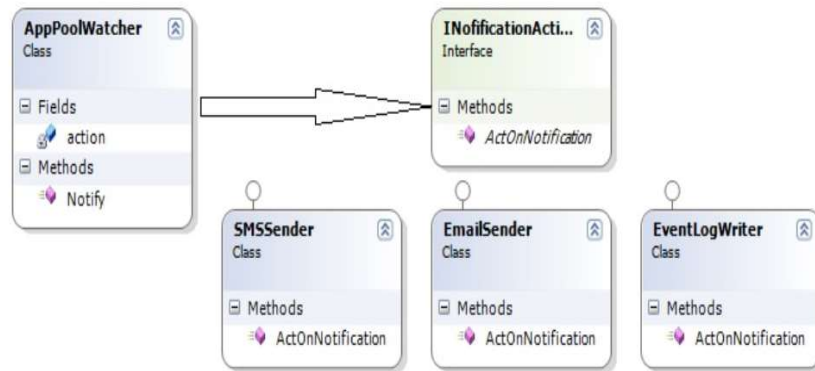 AppPoolWatcher
Class
Fields
action
Methods
Notify
INofificationActi...
Interface
Methods
ActOnNotification
SMSSender
Class
Methods
ActOnNotification
EmailSender
Class
Methods
ActOnNotification
EventLogWriter
Class
Methods
ActOnNotification